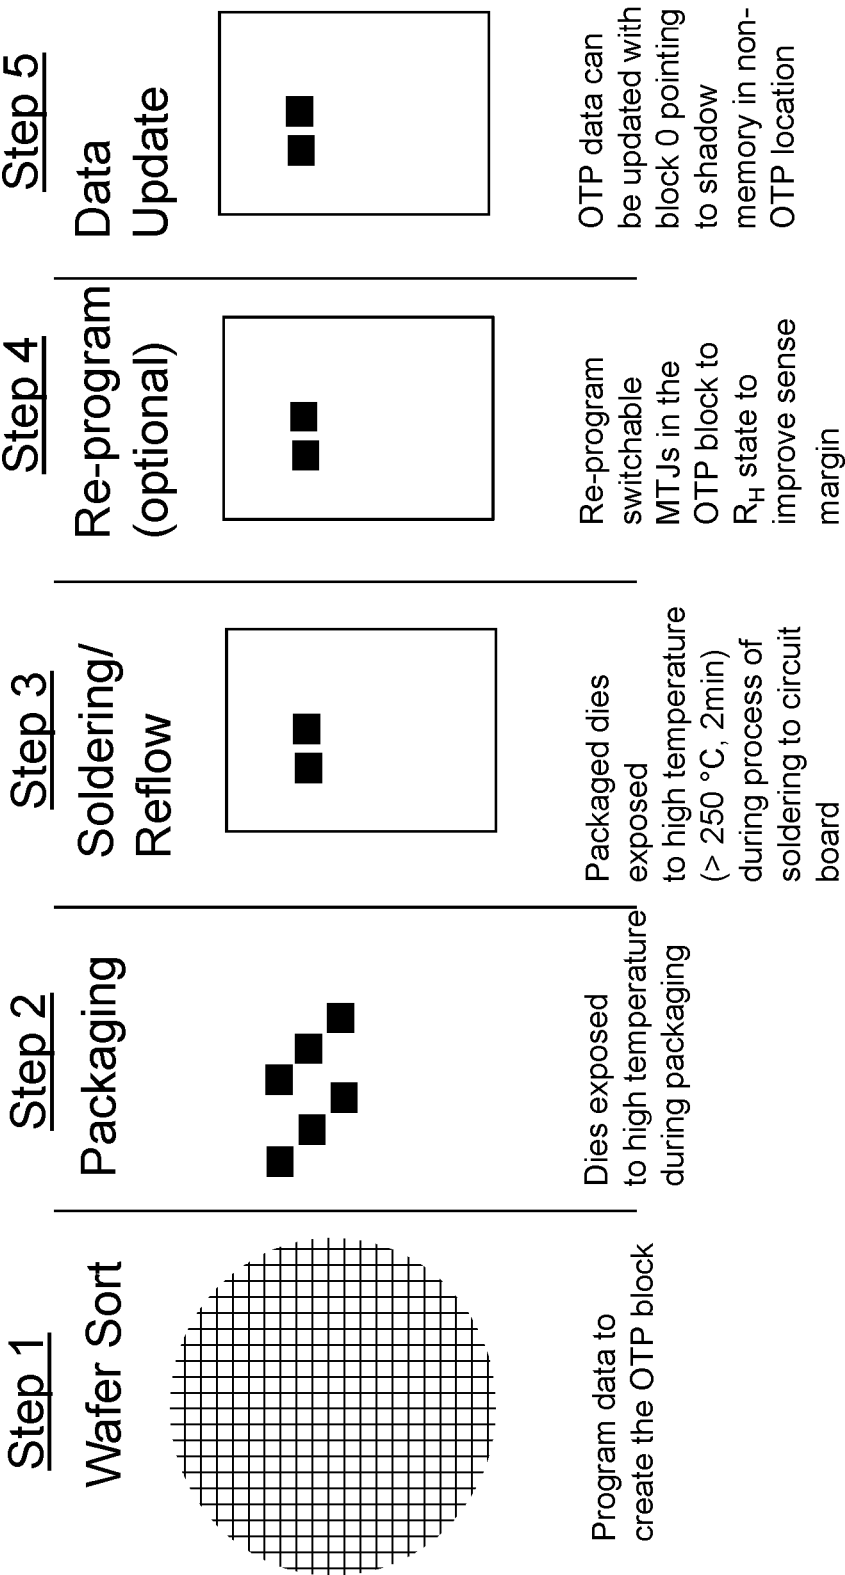 Step 1
Wafer Sort
Program data to
create the OTP block
Step 2
Packaging
Dies exposed
to high temperature
during packaging
Step 3
Soldering/
Reflow
Packaged dies
exposed
to high temperature
(> 250 °C, 2min)
during process of
soldering to circuit
board
Step 4
Re-program
(optional)
Re-program
switchable
MTJs in the
OTP block to
RH state to
improve sense
margin
Step 5
Data
Update
OTP data can
be updated with
block 0 pointing
to shadow
memory in non-
OTP location